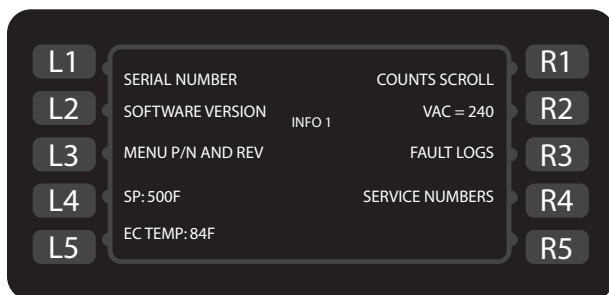 L1 SERIAL NUMBER COUNTS SCROLL R1
L2 SOFTWARE VERSION INFO 1 VAC = 240 R2
L3 MENU P/N AND REV FAULT LOGS R3
L4 SP: 500F SERVICE NUMBERS R4
L5 EC TEMP: 84F R5